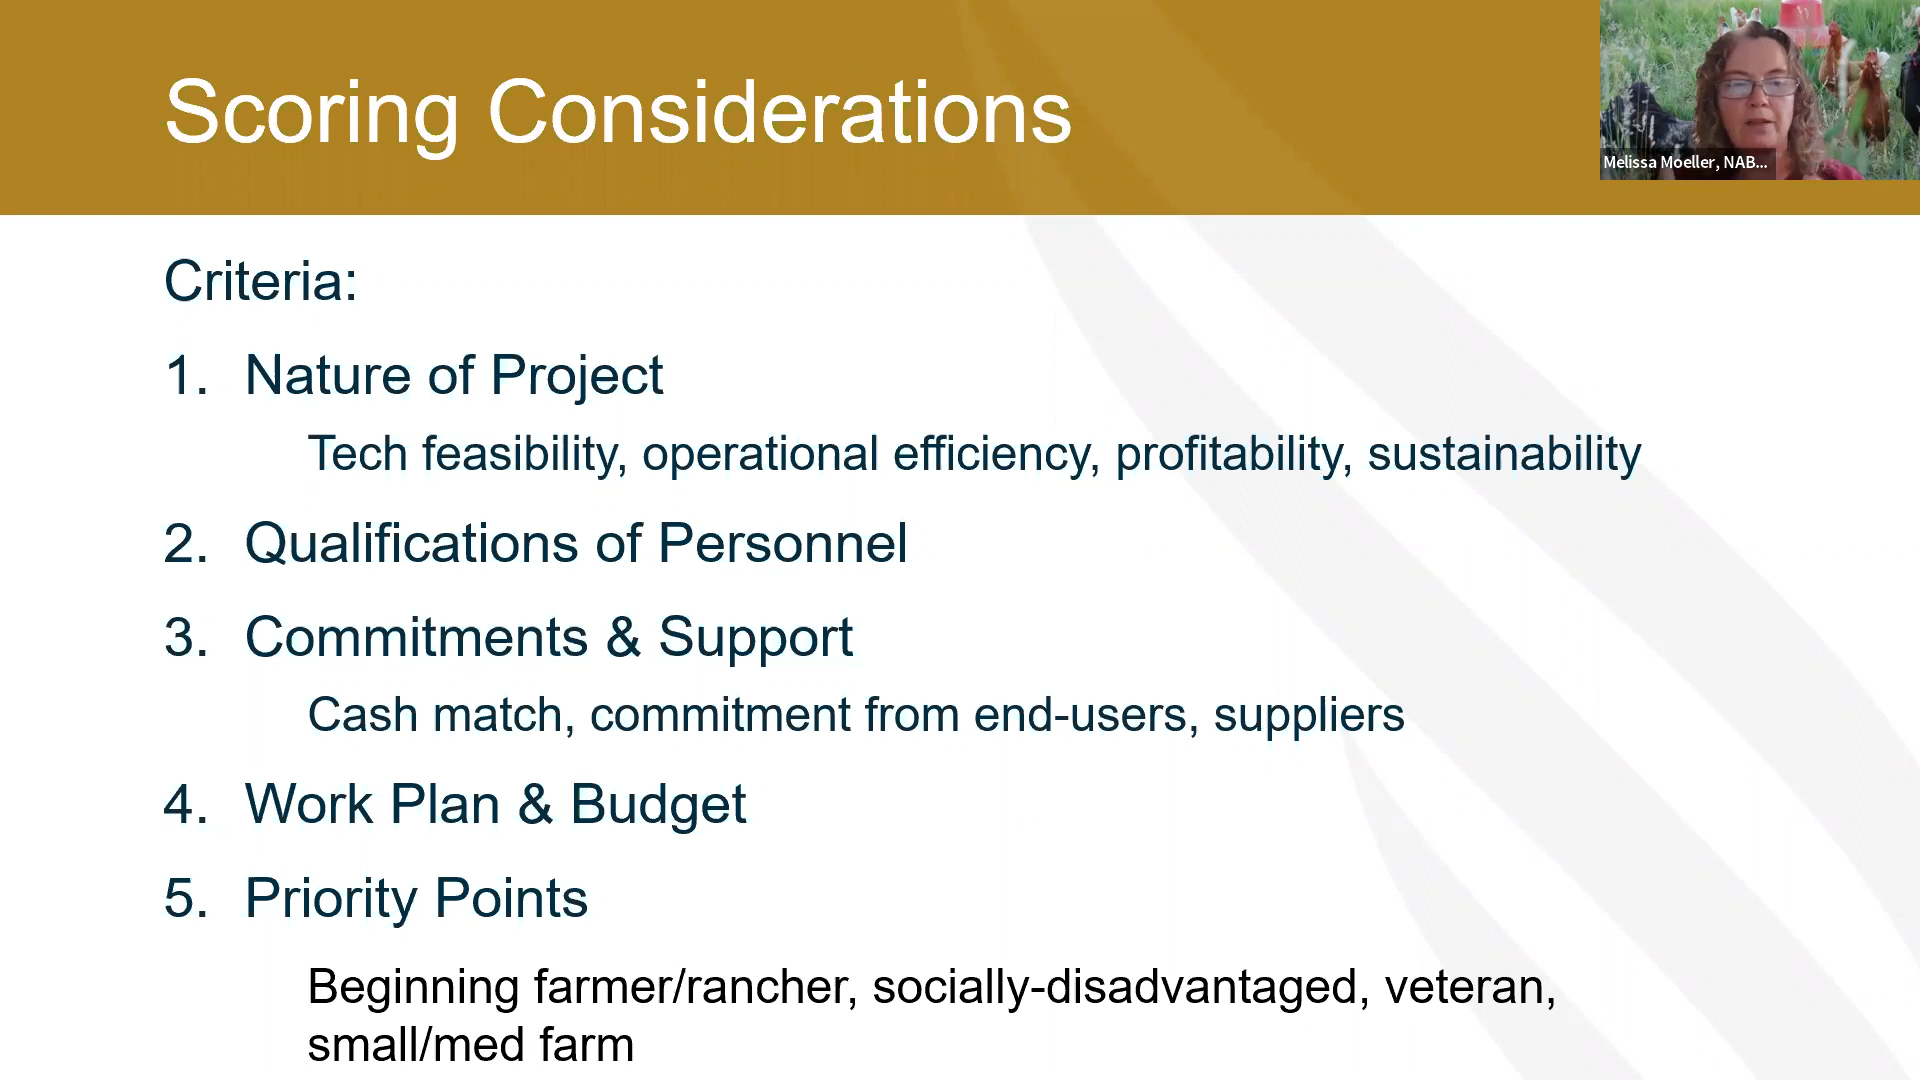 Scoring Considerations
Melissa Moeller, NAB...
Criteria:
1. Nature of Project
Tech feasibility, operational efficiency, profitability, sustainability
2. Qualifications of Personnel
3. Commitments & Support
Cash match, commitment from end-users, suppliers
4. Work Plan & Budget
5. Priority Points
Beginning farmer/rancher, socially-disadvantaged, veteran,
small/med farm